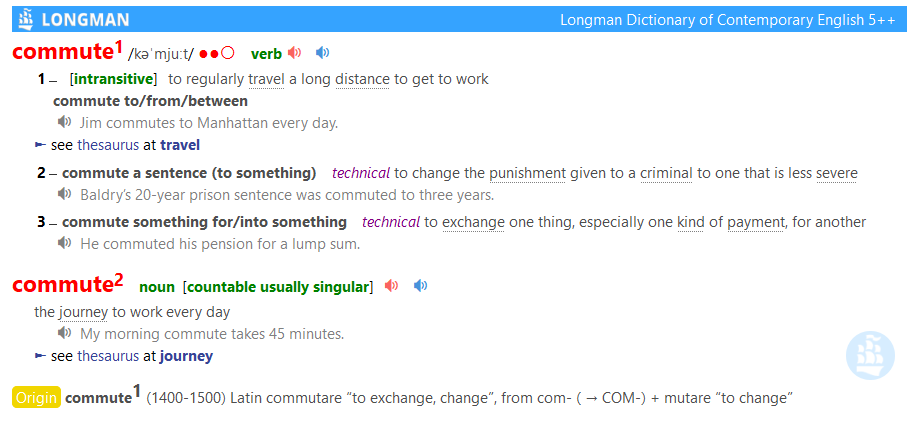 LONGMAN Longman Dictionary of Contemporary English 5++
commute1 /kəˈmjuːt/ ●●○ verb
1 – [intransitive] to regularly travel a long distance to get to work
commute to/from/between
Jim commutes to Manhattan every day.
► see thesaurus at travel
2 – commute a sentence (to something) technical to change the punishment given to a criminal to one that is less severe
Baldry's 20-year prison sentence was commuted to three years.
3 – commute something for/into something technical to exchange one thing, especially one kind of payment, for another
He commuted his pension for a lump sum.
commute2 noun [countable usually singular]
the journey to work every day
My morning commute takes 45 minutes.
► see thesaurus at journey
Origin commute1 (1400-1500) Latin commutare “to exchange, change”, from com- ( → COM-) + mutare “to change”